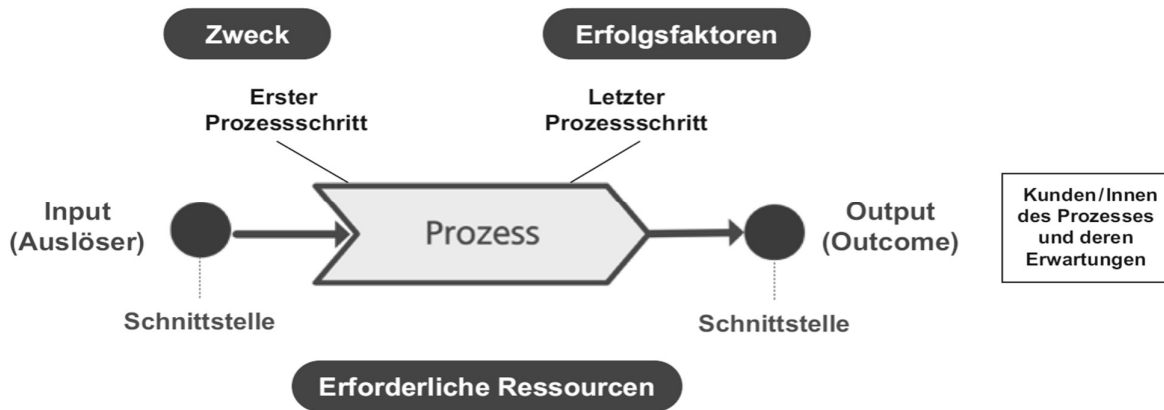 Zweck
Erfolgsfaktoren
Erster
Prozessschritt
Letzter
Prozessschritt
Input
(Auslöser)
Prozess
Output
(Outcome)
Kunden/Innen
des Prozesses
und deren
Erwartungen
Schnittstelle
Schnittstelle
Erforderliche Ressourcen